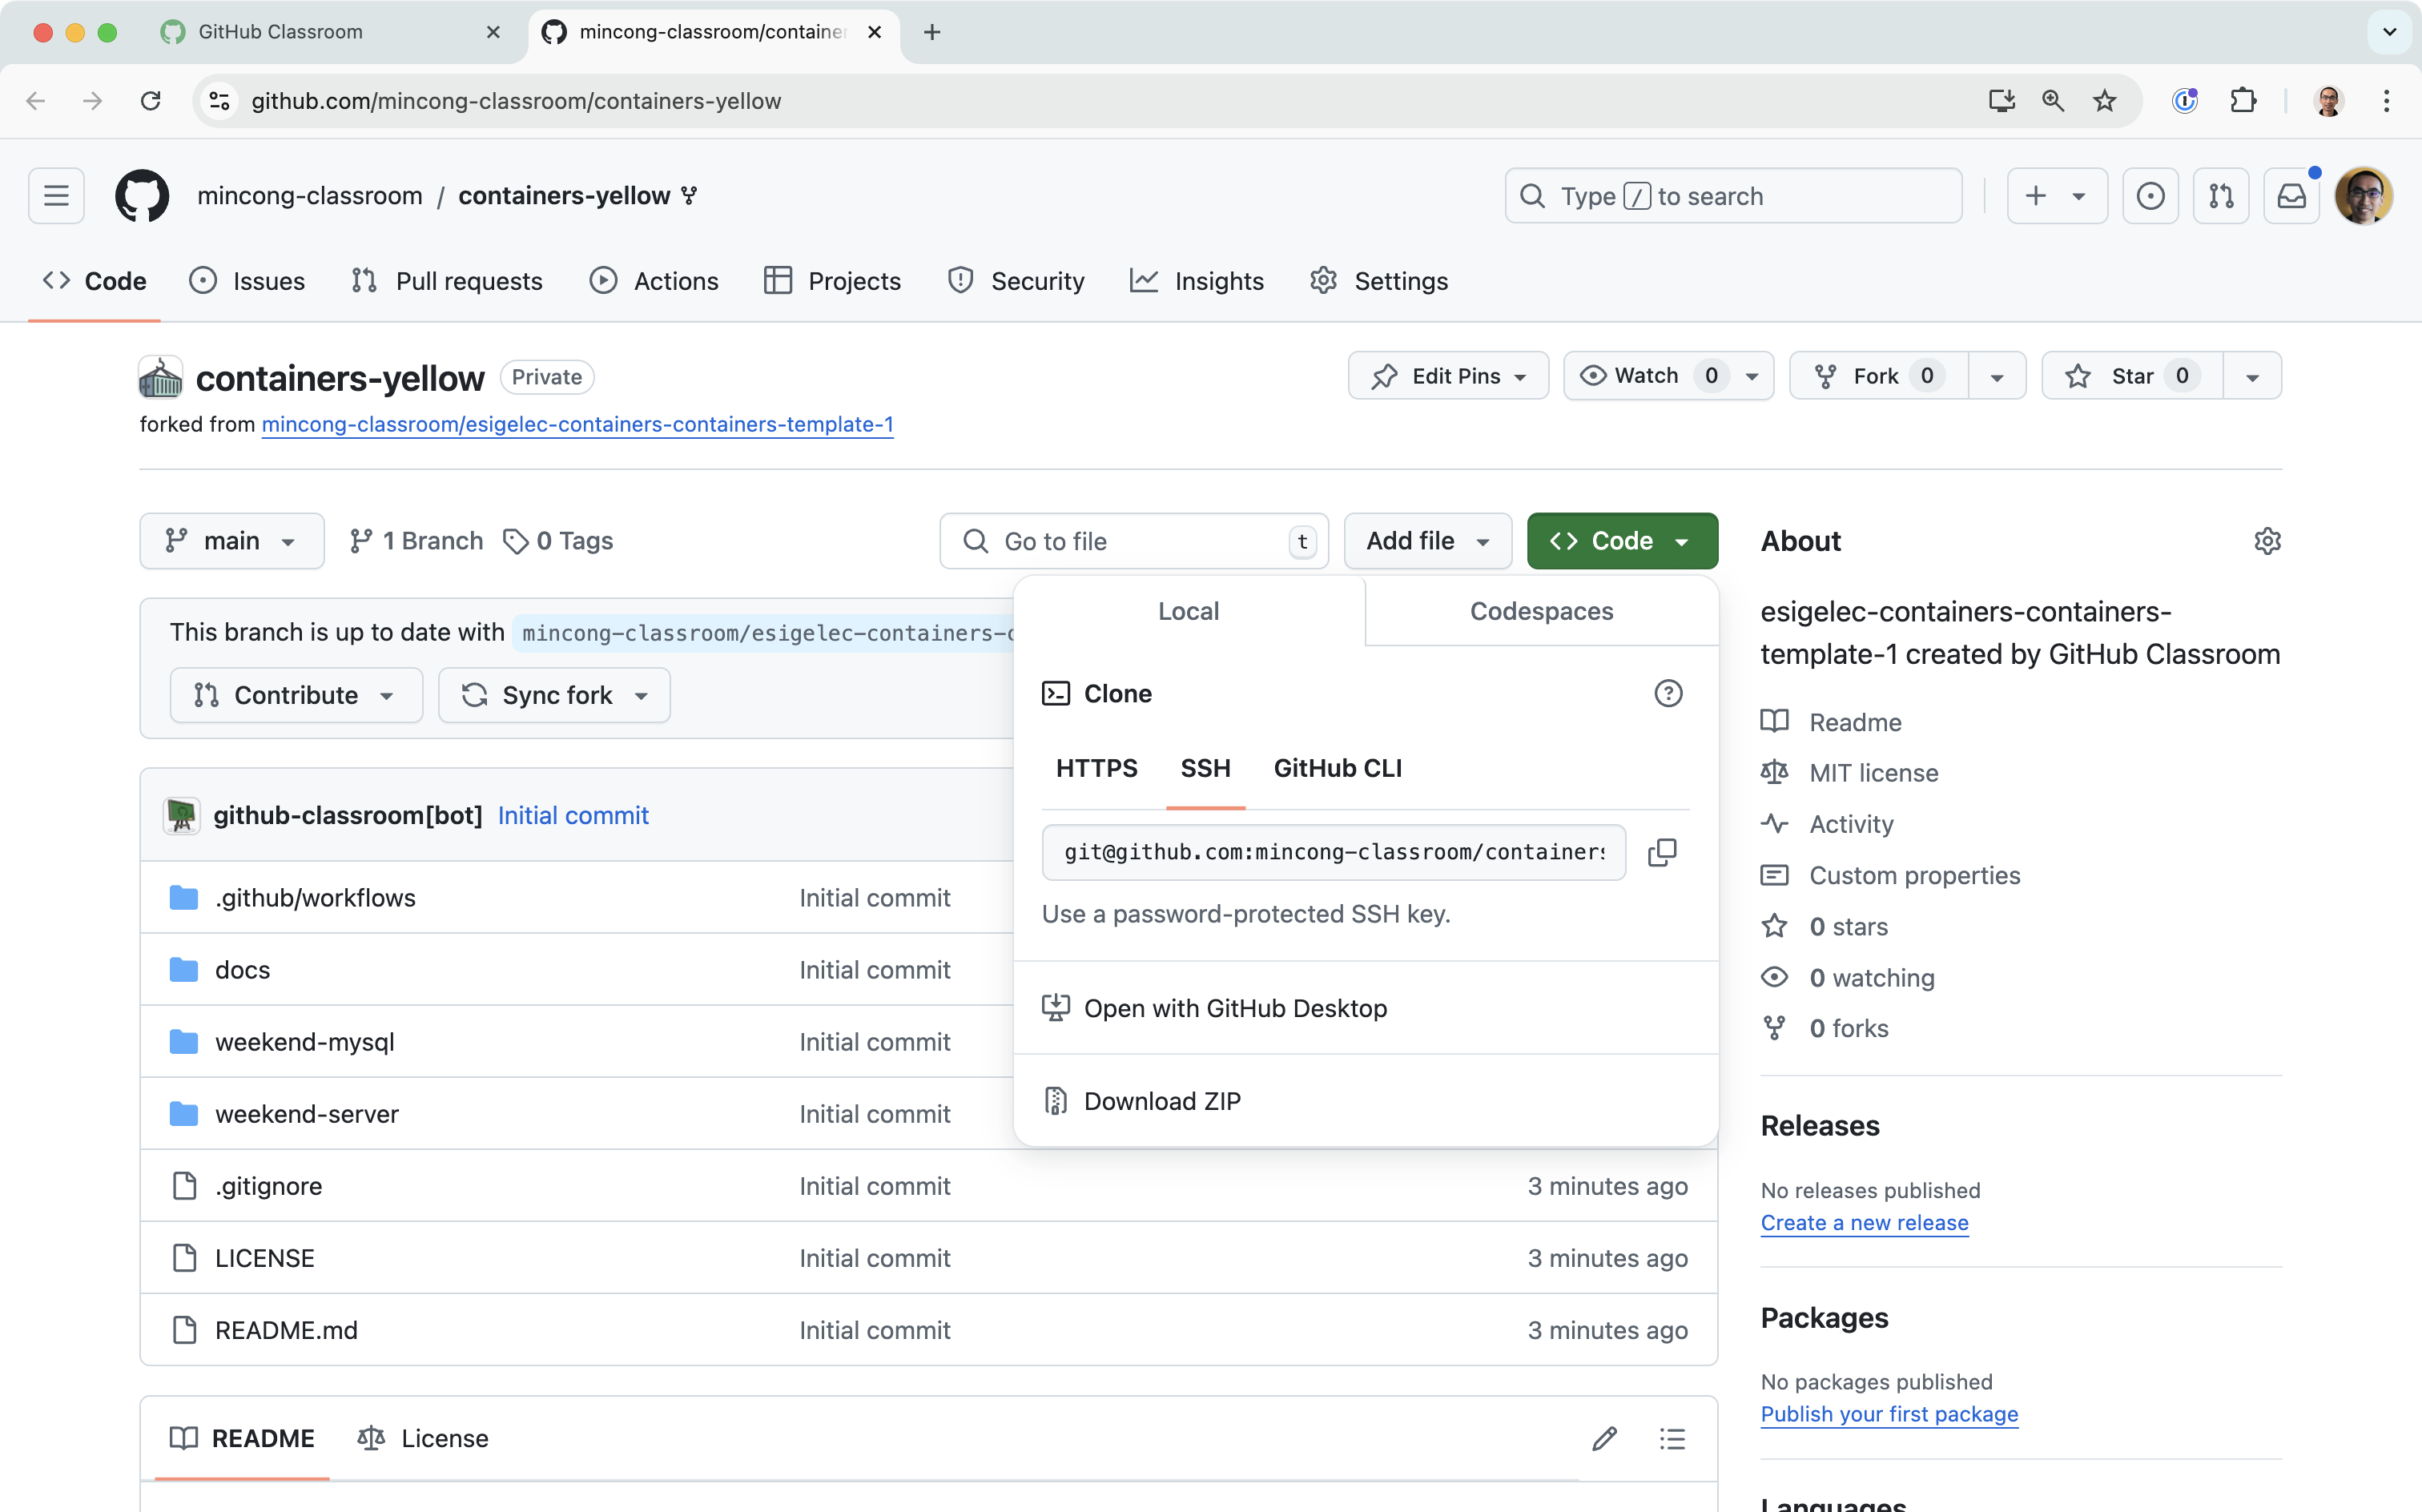 GitHub Classroom
mincong-classroom/container
github.com/mincong-classroom/containers-yellow
mincong-classroom / containers-yellow
Type / to search
Code
Issues
Pull requests
Actions
Projects
Security
Insights
Settings
containers-yellow
Private
Edit Pins
Watch 0
Fork 0
Star 0
forked from mincong-classroom/esigelec-containers-containers-template-1
main
1 Branch
0 Tags
Go to file
t
Add file
Code
This branch is up to date with mincong-classroom/esigelec-containers-c
Contribute
Sync fork
Local
Codespaces
Clone
HTTPS
SSH
GitHub CLI
git@github.com:mincong-classroom/containers
Use a password-protected SSH key.
Open with GitHub Desktop
Download ZIP
github-classroom[bot] Initial commit
.github/workflows Initial commit
docs Initial commit
weekend-mysql Initial commit
weekend-server Initial commit
.gitignore Initial commit 3 minutes ago
LICENSE Initial commit 3 minutes ago
README.md Initial commit 3 minutes ago
README
License
About
esigelec-containers-containers-
template-1 created by GitHub Classroom
Readme
MIT license
Activity
Custom properties
0 stars
0 watching
0 forks
Releases
No releases published
Create a new release
Packages
No packages published
Publish your first package
Languages